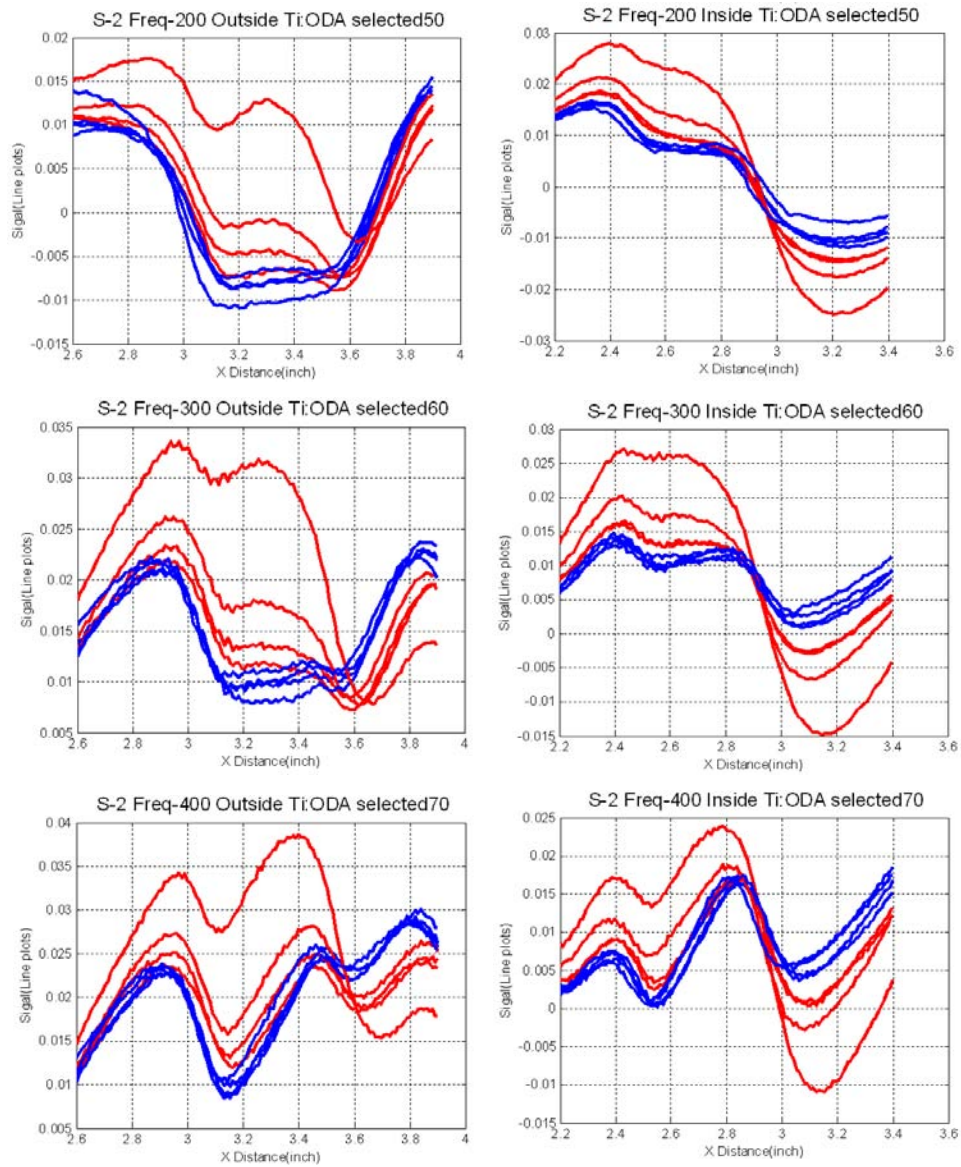 S-2 Freq-200 Outside Ti:ODA selected50
0.02
0.015
0.01
0.005
0
-0.005
-0.01
-0.015
Sigal(Line plots)
2.6 2.8 3 3.2 3.4 3.6 3.8 4
X Distance(inch)
S-2 Freq-200 Inside Ti:ODA selected50
0.03
0.02
0.01
0
-0.01
-0.02
-0.03
Sigal(Line plots)
2.2 2.4 2.6 2.8 3 3.2 3.4 3.6
X Distance(inch)
S-2 Freq-300 Outside Ti:ODA selected60
0.035
0.03
0.025
0.02
0.015
0.01
0.005
Sigal(Line plots)
2.6 2.8 3 3.2 3.4 3.6 3.8 4
X Distance(inch)
S-2 Freq-300 Inside Ti:ODA selected60
0.03
0.025
0.02
0.015
0.01
0.005
0
-0.005
-0.01
-0.015
Sigal(Line plots)
2.2 2.4 2.6 2.8 3 3.2 3.4 3.6
X Distance(inch)
S-2 Freq-400 Outside Ti:ODA selected70
0.04
0.035
0.03
0.025
0.02
0.015
0.01
0.005
Sigal(Line plots)
2.6 2.8 3 3.2 3.4 3.6 3.8 4
X Distance(inch)
S-2 Freq-400 Inside Ti:ODA selected70
0.025
0.02
0.015
0.01
0.005
0
-0.005
-0.01
-0.015
Sigal(Line plots)
2.2 2.4 2.6 2.8 3 3.2 3.4 3.6
X Distance(inch)